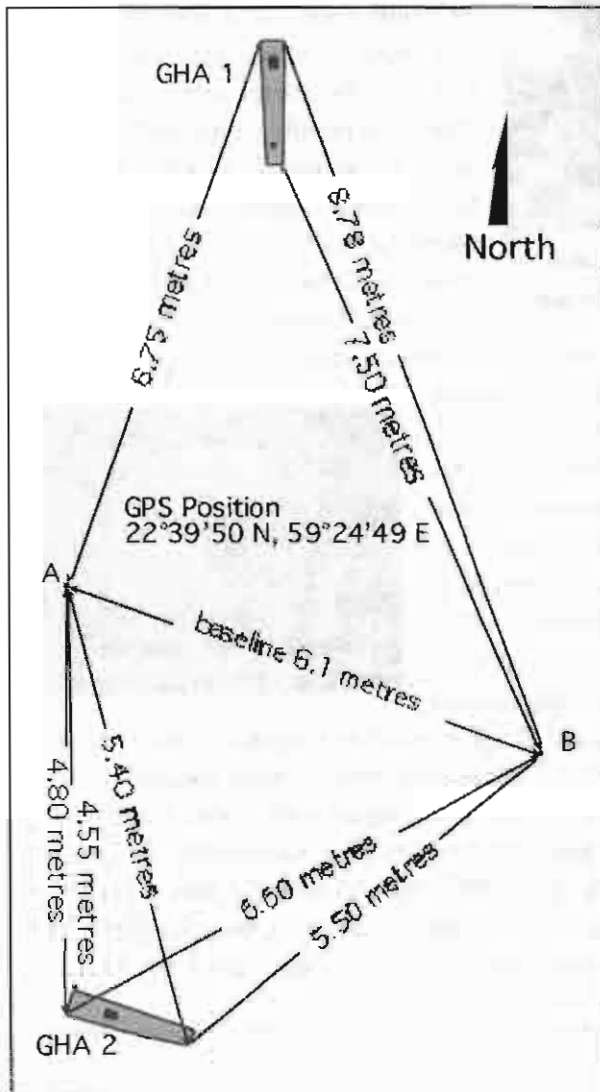 GHA 1
North
6.75 metres
8.78 metres
7.50 metres
GPS Position
22°39'50 N, 59°24'49 E
A
baseline 6.1 metres
B
4.80 metres
4.55 metres
5.40 metres
6.60 metres
5.50 metres
GHA 2